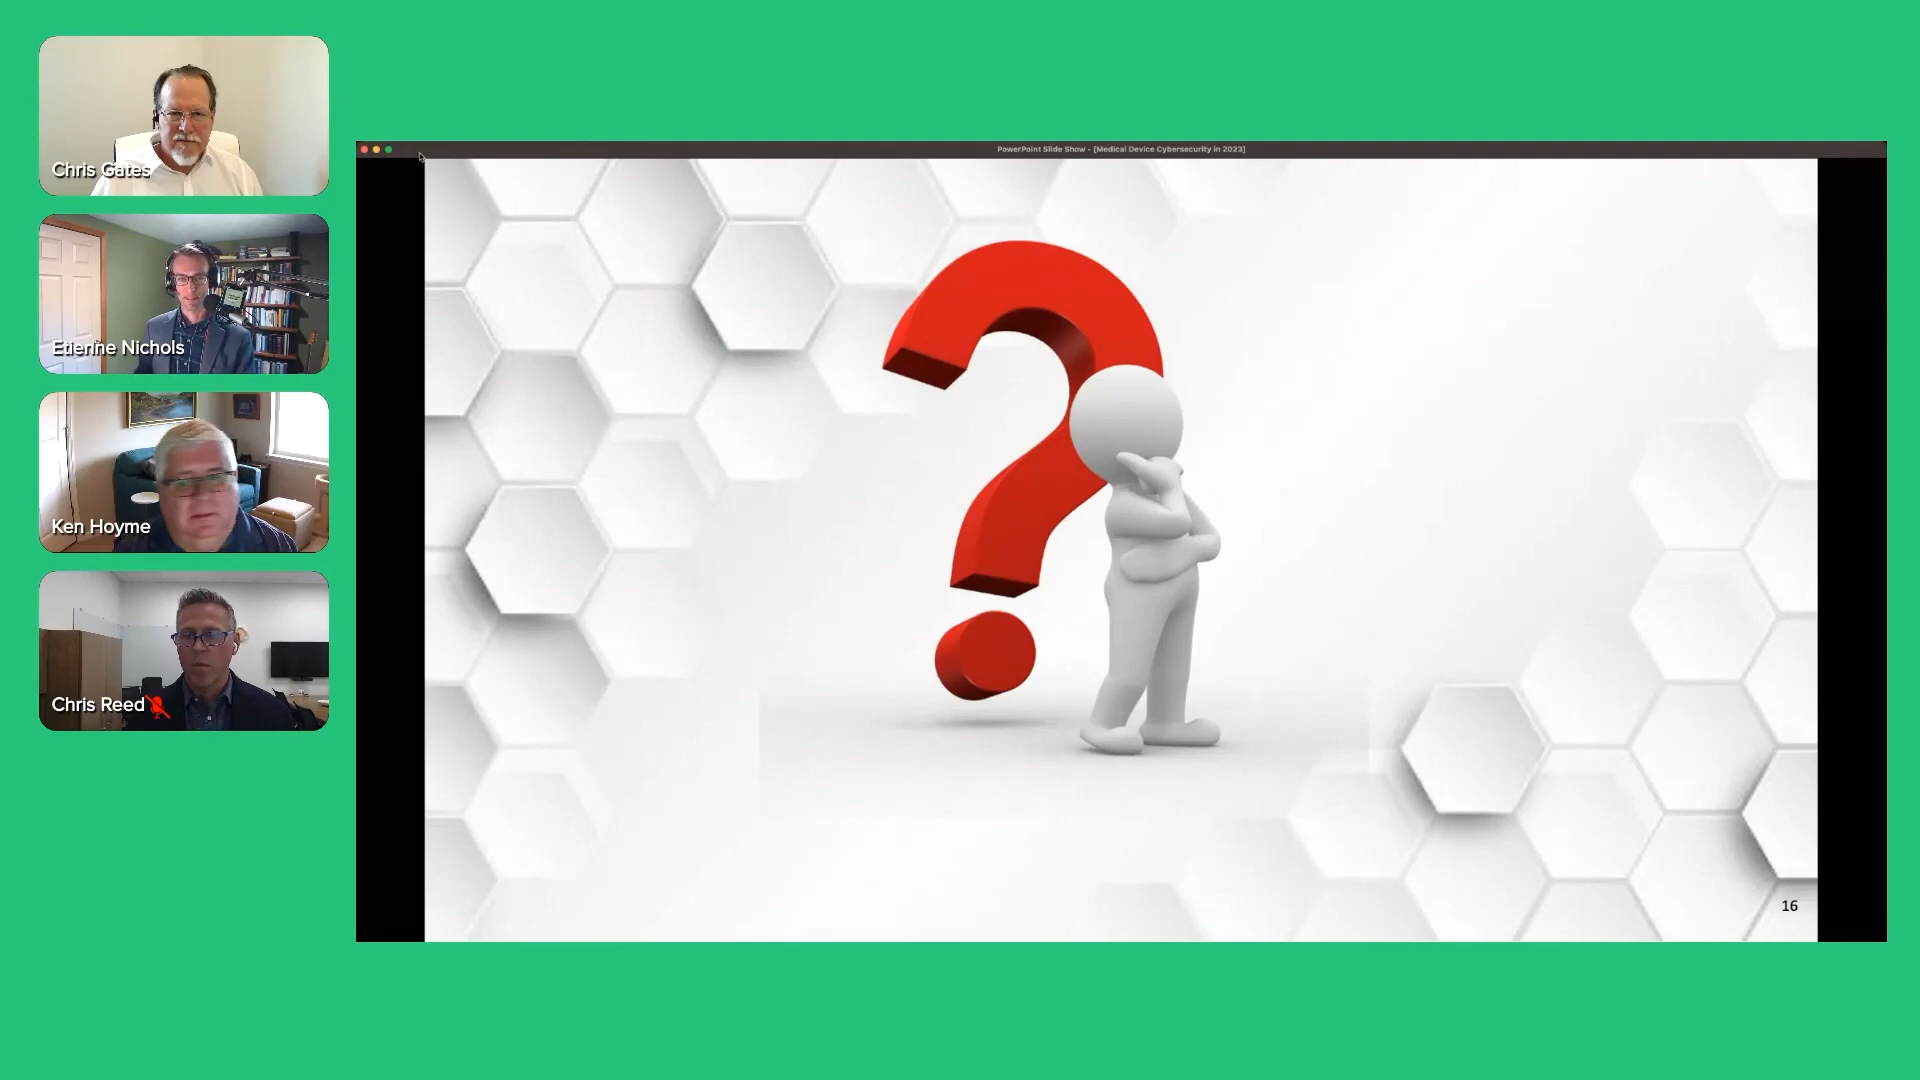 Chris Gates
Etienne Nichols
Ken Hoyme
Chris Reed
PowerPoint Slide Show - [Medical Device Cybersecurity in 2023]
16